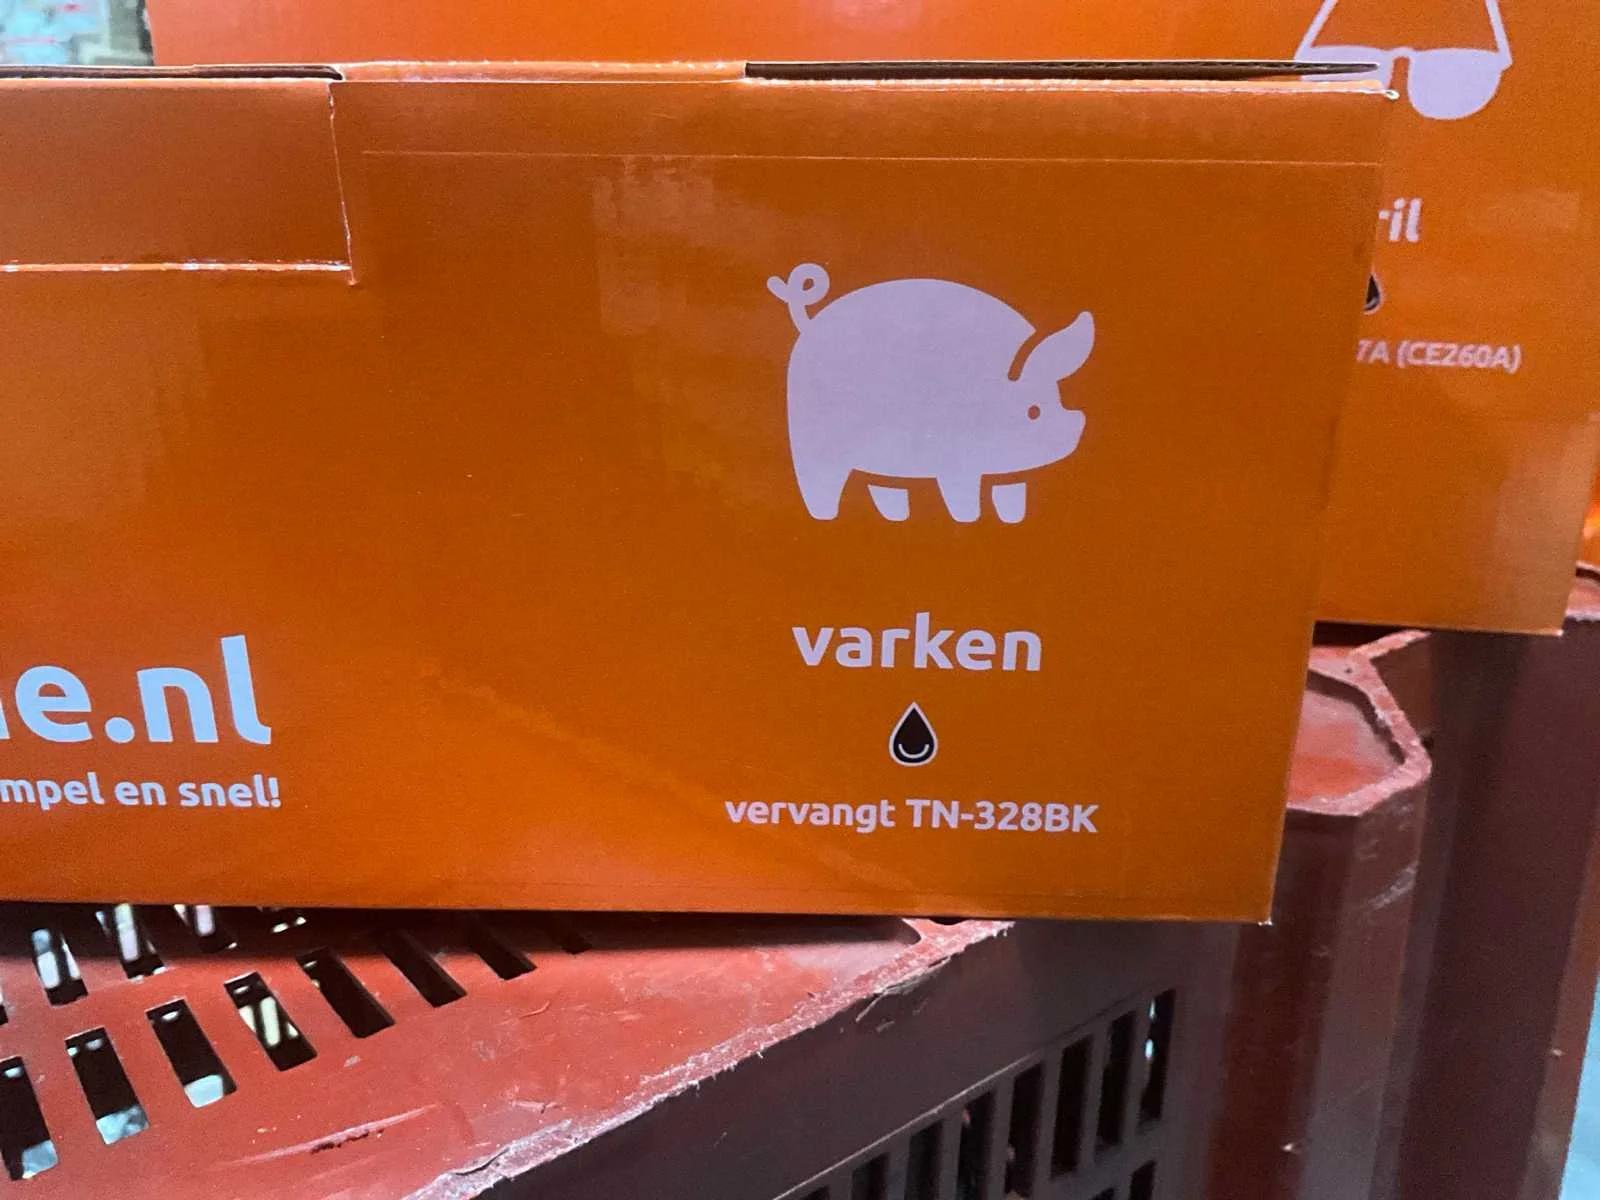 varken
vervangt TN-328BK
e.nl
mpel en snel!
ril
7A (CE260A)